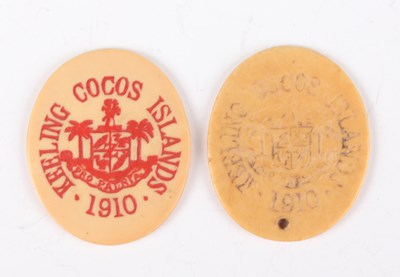 KEELING COCOS ISLANDS
PRO PATRIA
· 1910 ·
KEELING COCOS ISLANDS
· 1910 ·